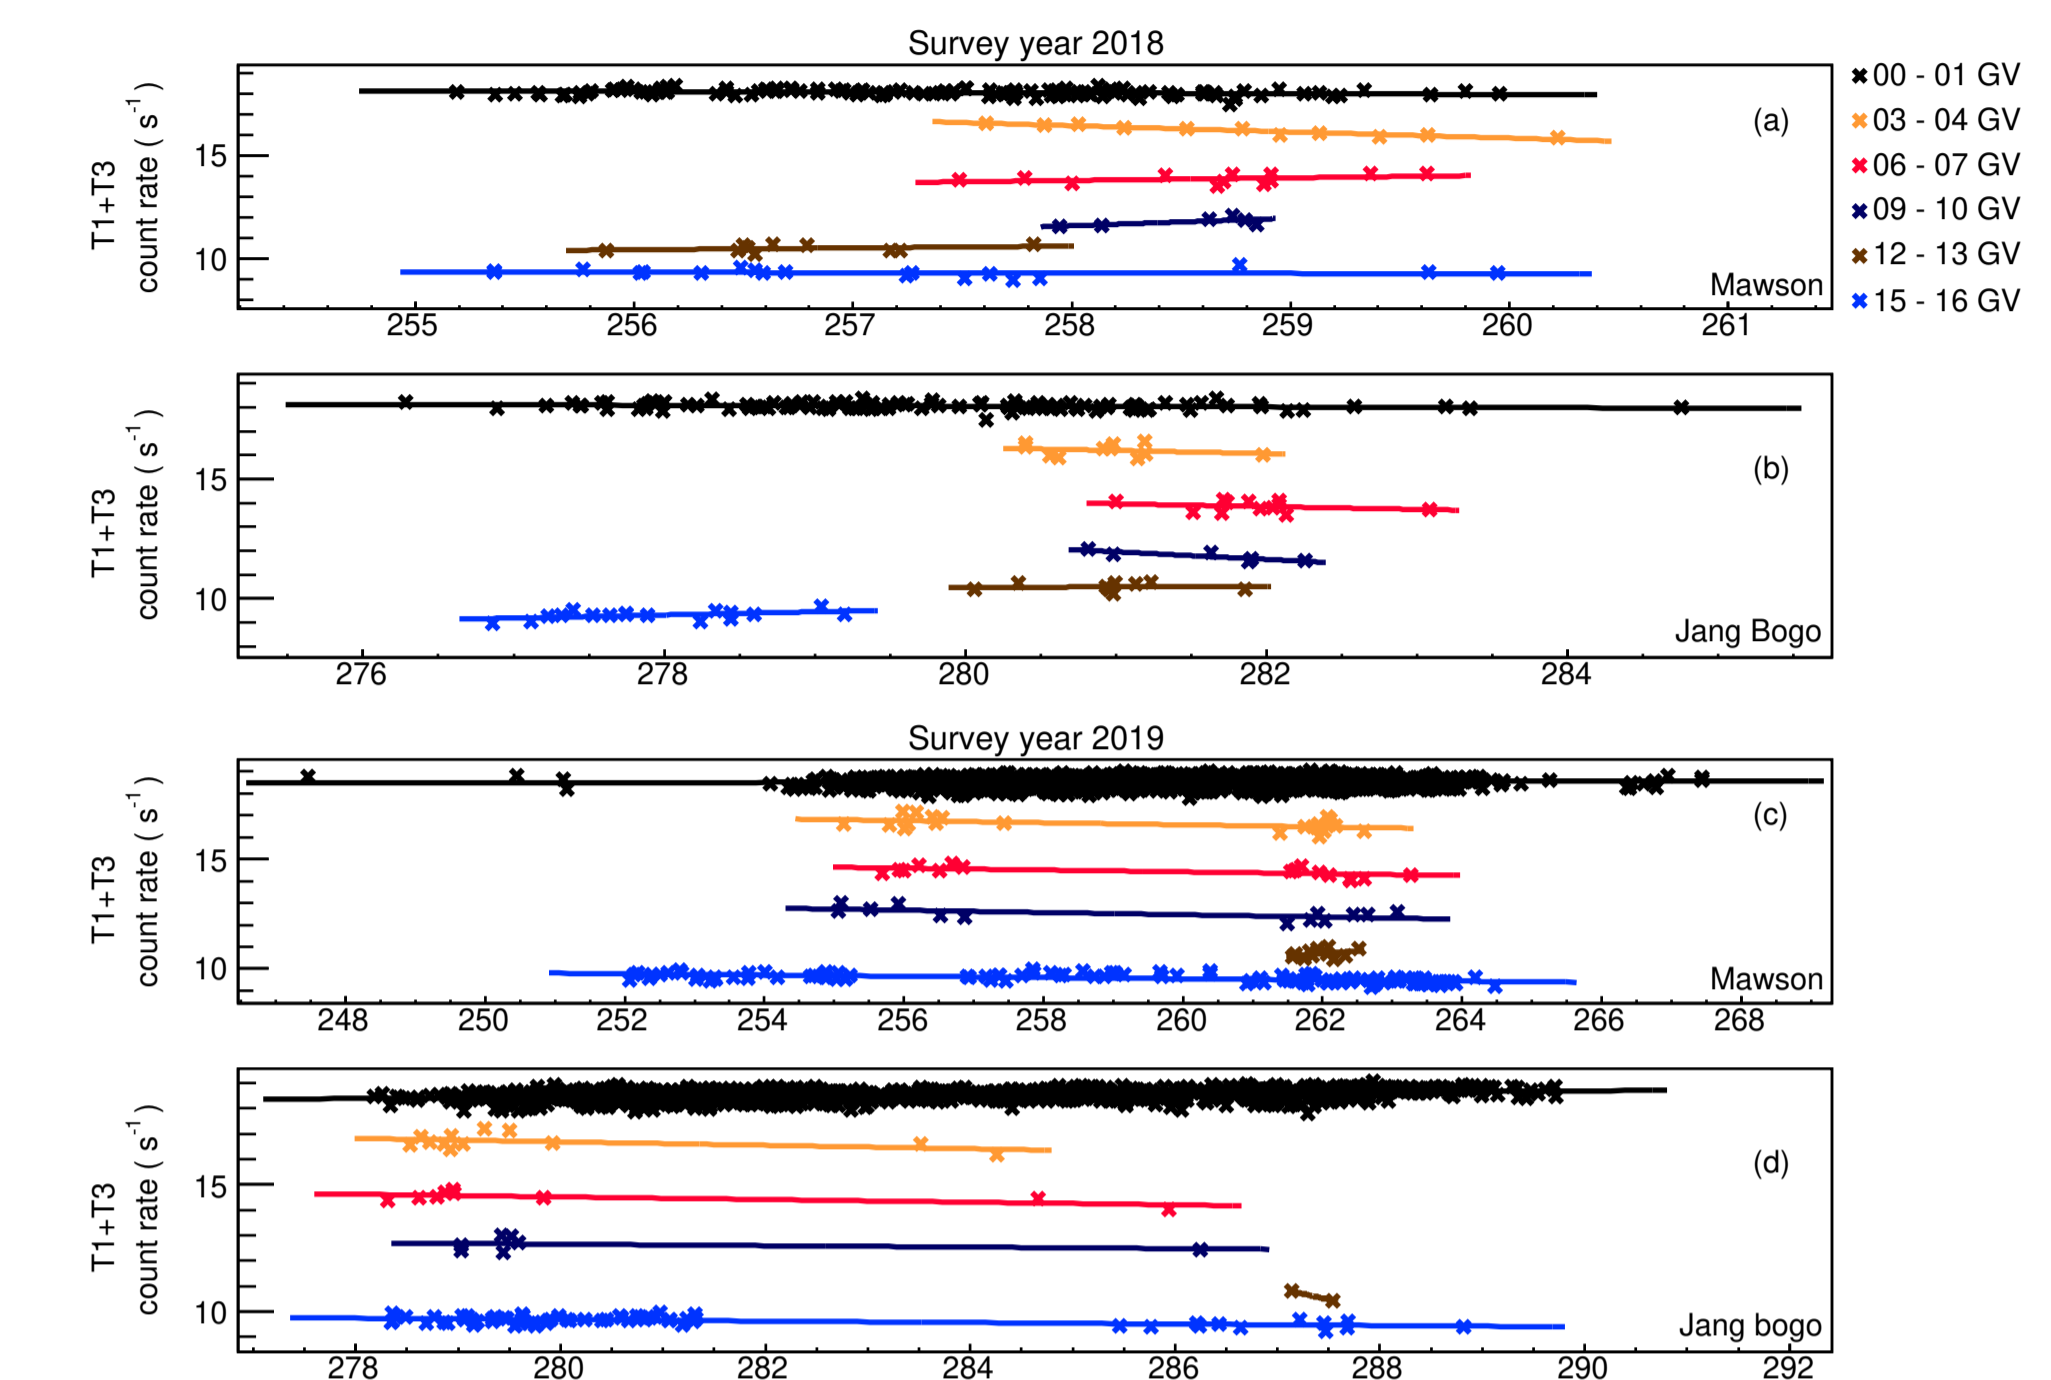 Survey year 2018
00 - 01 GV
03 - 04 GV
06 - 07 GV
09 - 10 GV
12 - 13 GV
15 - 16 GV
T1+T3
count rate ( s⁻¹ )
15
10
(a)
Mawson
255 256 257 258 259 260 261
T1+T3
count rate ( s⁻¹ )
15
10
(b)
Jang Bogo
276 278 280 282 284
Survey year 2019
T1+T3
count rate ( s⁻¹ )
15
10
(c)
Mawson
248 250 252 254 256 258 260 262 264 266 268
T1+T3
count rate ( s⁻¹ )
15
10
(d)
Jang bogo
278 280 282 284 286 288 290 292